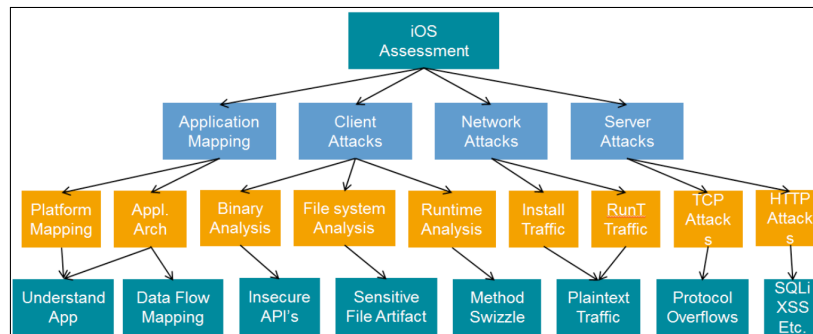 iOS
Assessment
Application
Mapping
Client
Attacks
Network
Attacks
Server
Attacks
Platform
Mapping
Appl.
Arch
Binary
Analysis
File system
Analysis
Runtime
Analysis
Install
Traffic
RunT
Traffic
TCP
Attack
s
HTTP
Attac
ks
Understand
App
Data Flow
Mapping
Insecure
API's
Sensitive
File Artifact
Method
Swizzle
Plaintext
Traffic
Protocol
Overflows
SQLi
XSS
Etc.